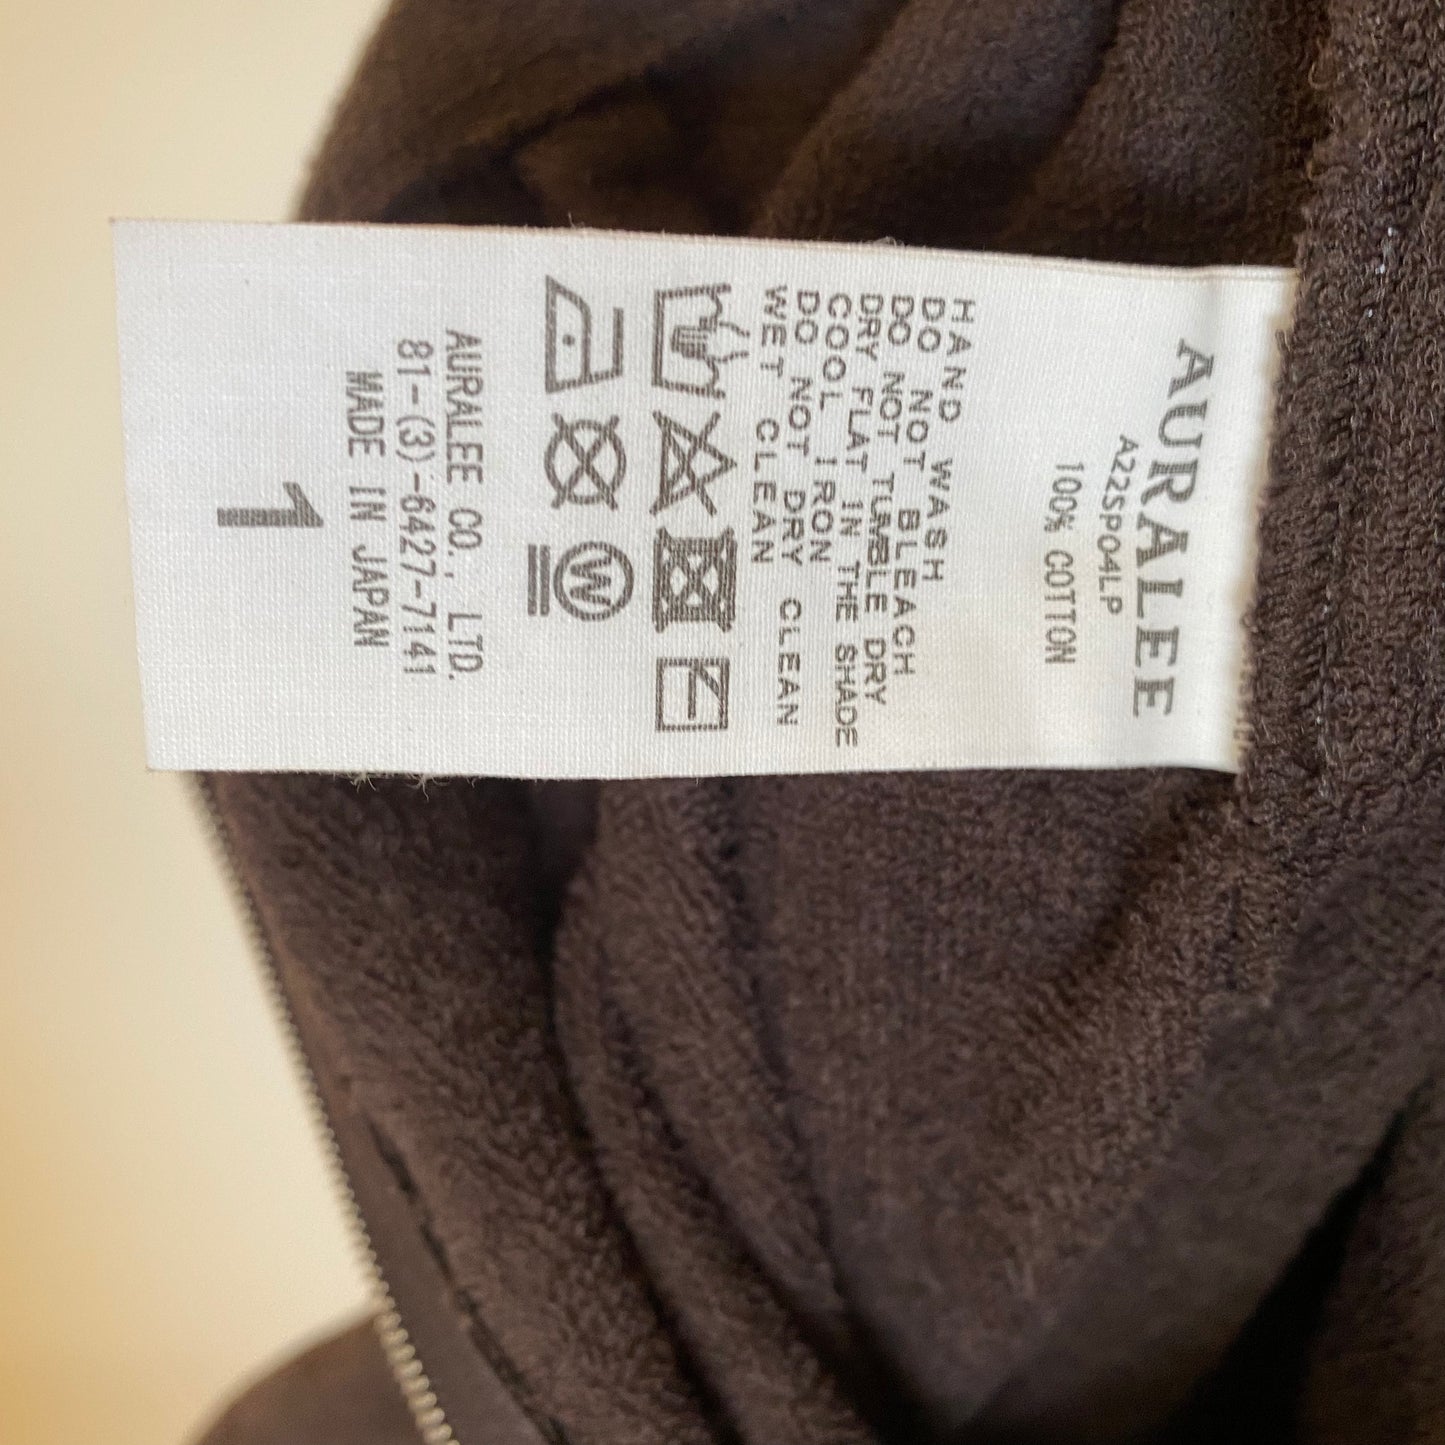 AURALEE
A22SP04LP
100% COTTON
HAND WASH
DO NOT BLEACH
DO NOT TUMBLE DRY
DRY FLAT IN THE SHADE
COOL IRON
DO NOT DRY CLEAN
WET CLEAN
W
AURALEE CO., LTD.
81-(3)-6427-7141
MADE IN JAPAN
1